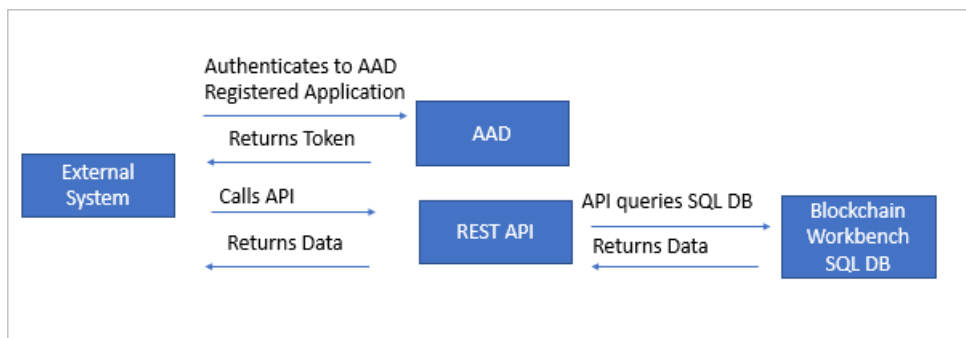 Authenticates to AAD
Registered Application
AAD
Returns Token
External
System
Calls API
API queries SQL DB
REST API
Blockchain
Workbench
SQL DB
Returns Data
Returns Data